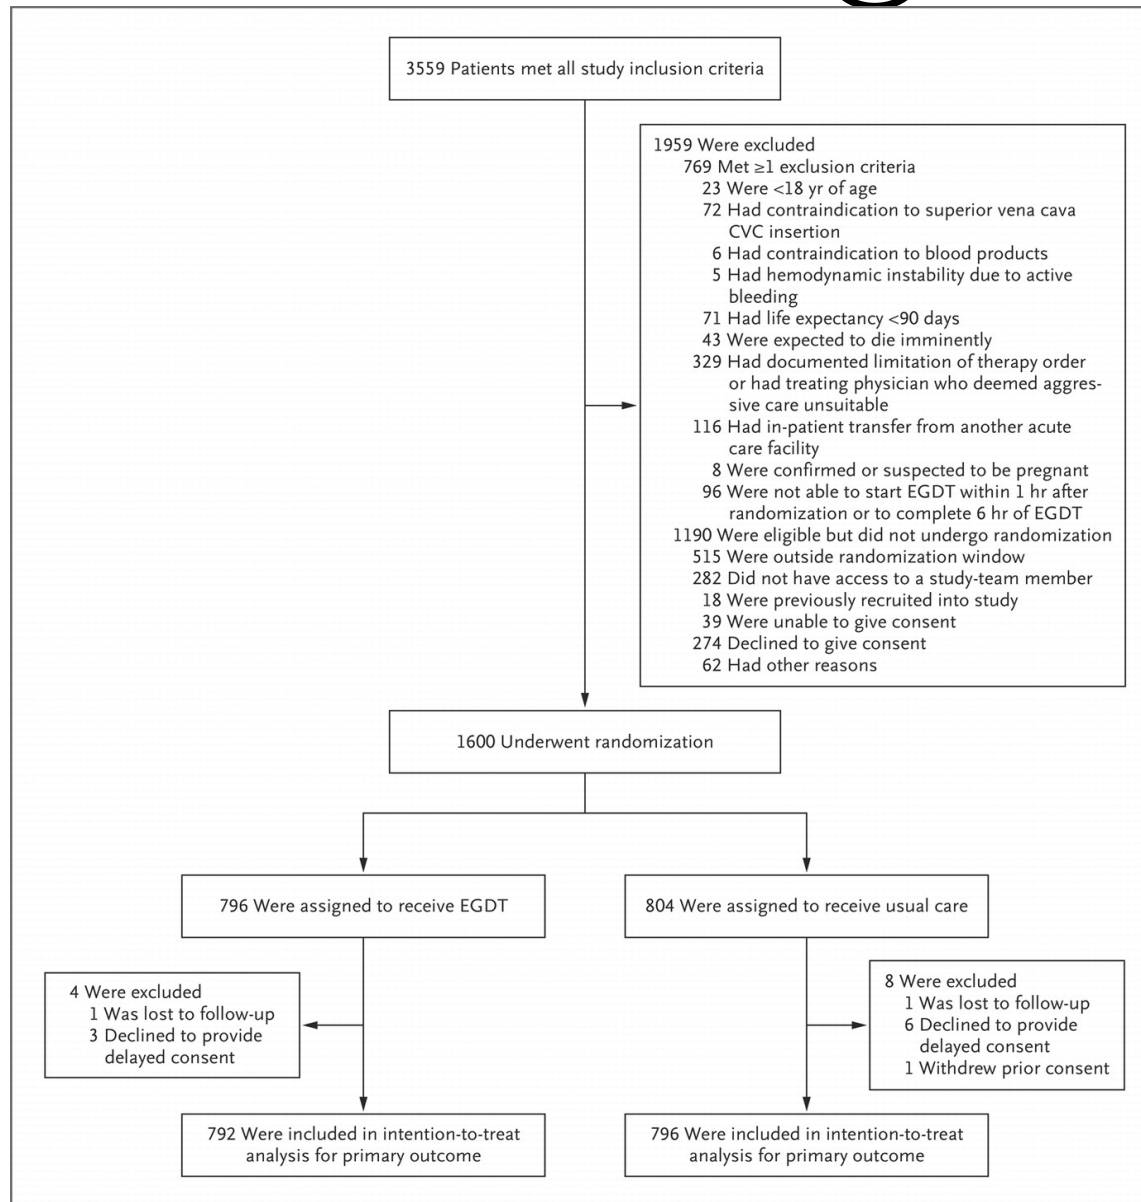 3559 Patients met all study inclusion criteria
1959 Were excluded
769 Met ≥1 exclusion criteria
23 Were <18 yr of age
72 Had contraindication to superior vena cava
CVC insertion
6 Had contraindication to blood products
5 Had hemodynamic instability due to active
bleeding
71 Had life expectancy <90 days
43 Were expected to die imminently
329 Had documented limitation of therapy order
or had treating physician who deemed aggres-
sive care unsuitable
116 Had in-patient transfer from another acute
care facility
8 Were confirmed or suspected to be pregnant
96 Were not able to start EGDT within 1 hr after
randomization or to complete 6 hr of EGDT
1190 Were eligible but did not undergo randomization
515 Were outside randomization window
282 Did not have access to a study-team member
18 Were previously recruited into study
39 Were unable to give consent
274 Declined to give consent
62 Had other reasons
1600 Underwent randomization
796 Were assigned to receive EGDT
804 Were assigned to receive usual care
4 Were excluded
1 Was lost to follow-up
3 Declined to provide
delayed consent
8 Were excluded
1 Was lost to follow-up
6 Declined to provide
delayed consent
1 Withdrew prior consent
792 Were included in intention-to-treat
analysis for primary outcome
796 Were included in intention-to-treat
analysis for primary outcome